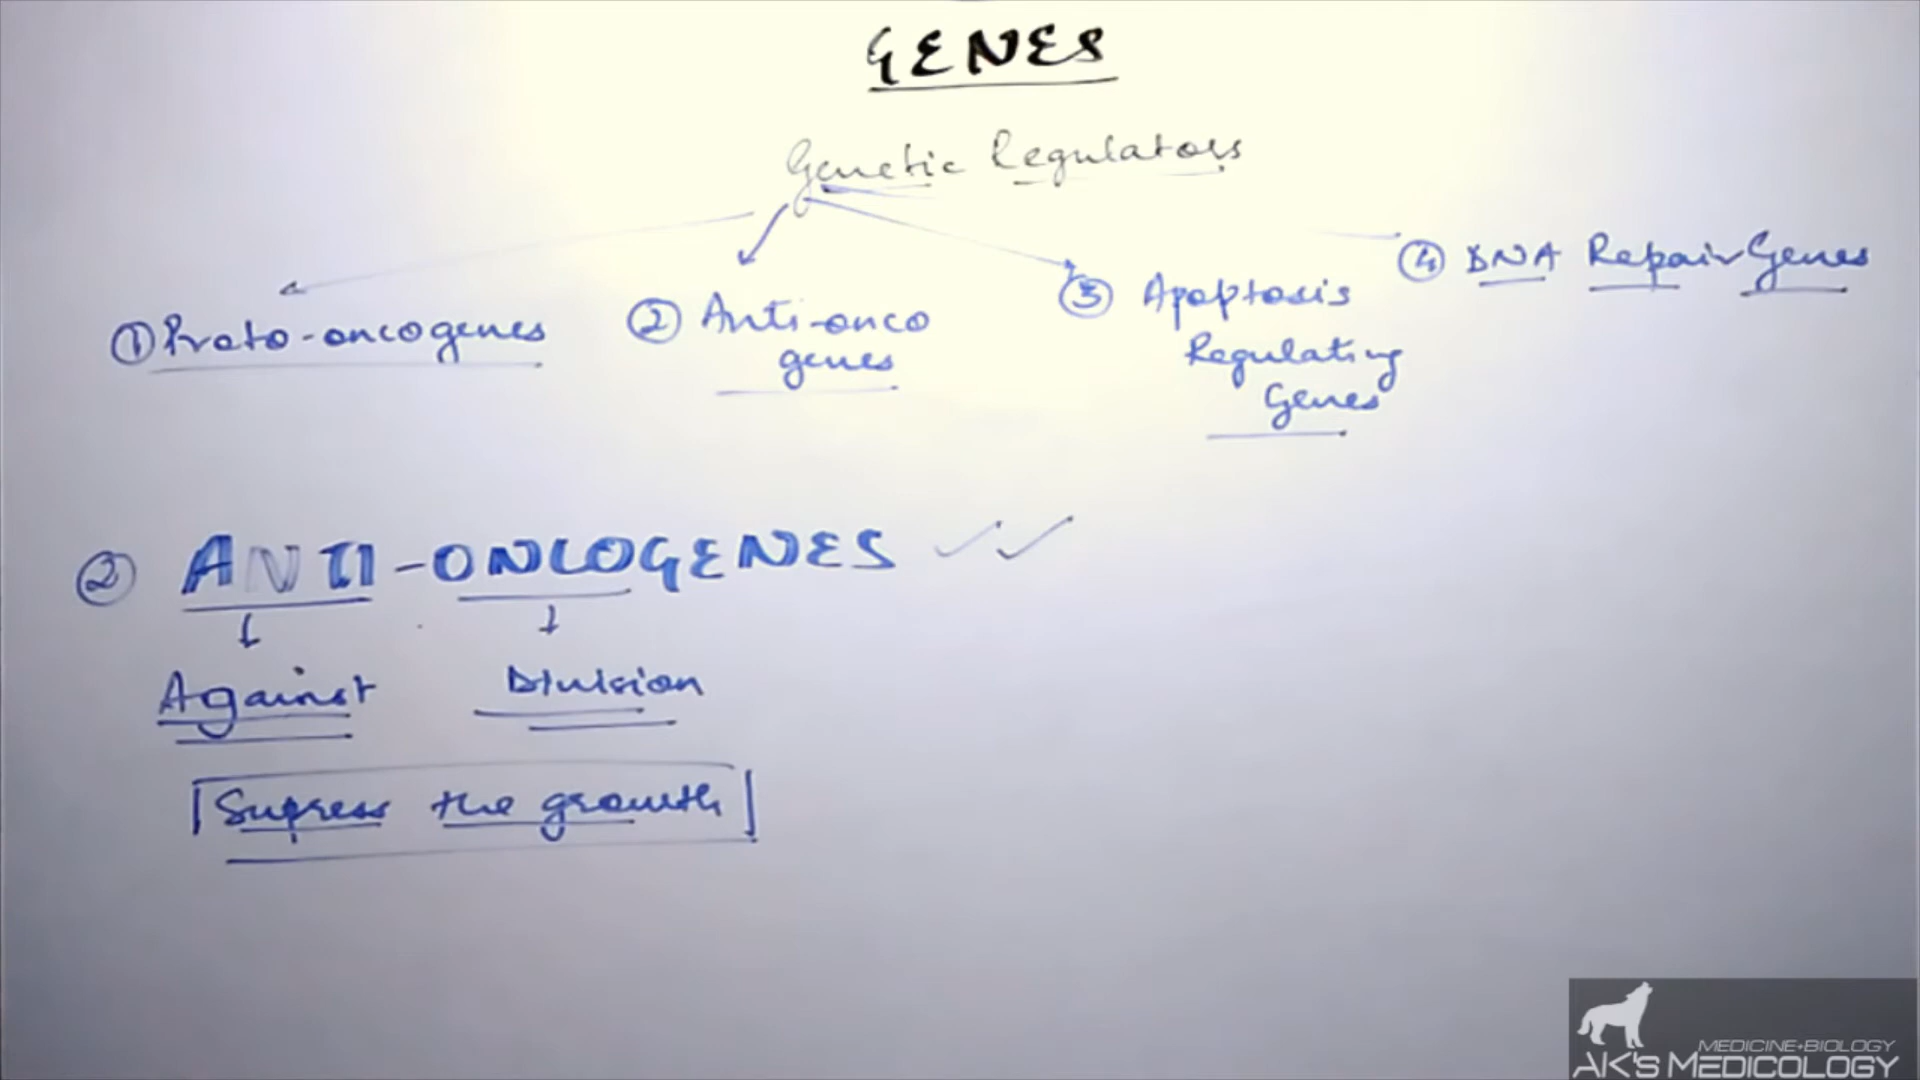 GENES
Genetic Regulators
① Proto-oncogenes
② Anti-onco
genes
③ Apoptosis
Regulating
Genes
④ DNA Repair Genes
② ANTI-ONCOGENES
Against
Division
Supress the growth
MEDICINE+BIOLOGY
AK'S MEDICOLOGY